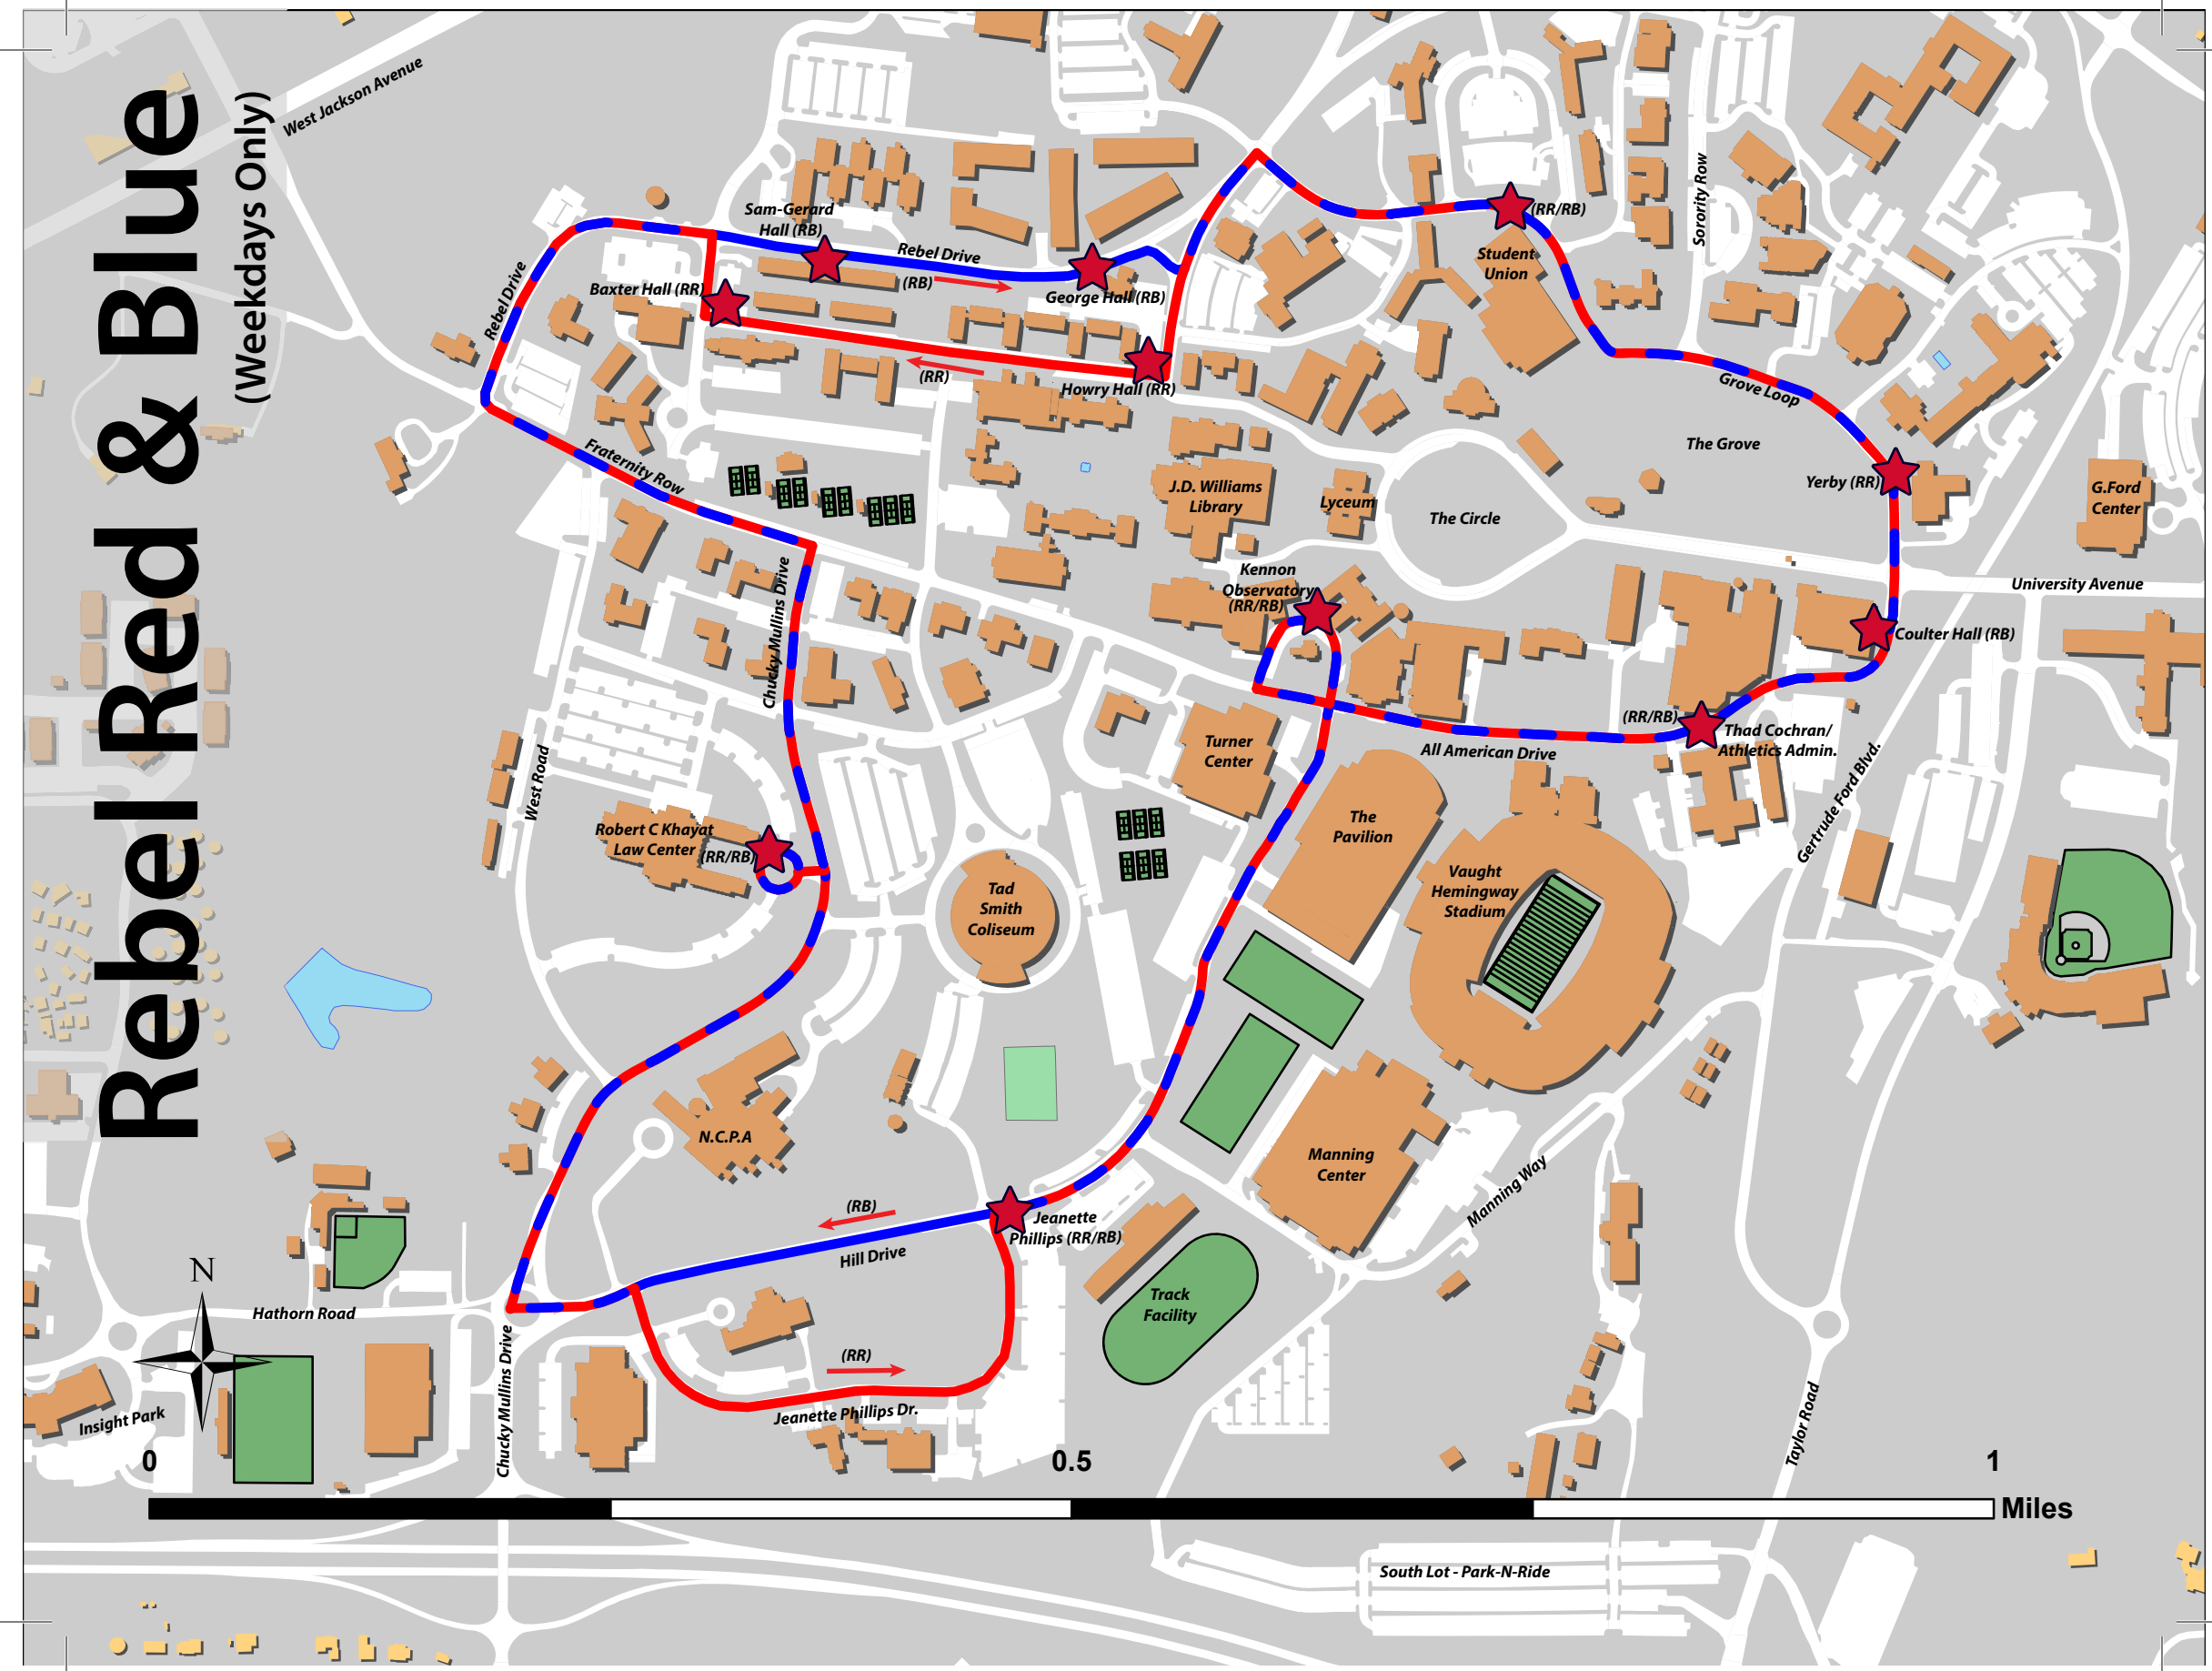 Rebel Red & Blue
(Weekdays Only)
West Jackson Avenue
Sam-Gerard
Hall (RB)
Rebel Drive
(RB)
George Hall (RB)
Baxter Hall (RR)
Rebel Drive
(RR)
Howry Hall (RR)
(RR/RB)
Student
Union
Sorority Row
Grove Loop
The Grove
Yerby (RR)
G.Ford
Center
Fraternity Row
J.D. Williams
Library
Lyceum
The Circle
Kennon
Observatory
(RR/RB)
University Avenue
Coulter Hall (RB)
Chucky Mullins Drive
(RR/RB)
Thad Cochran/
Athletics Admin.
All American Drive
Turner
Center
West Road
The
Pavilion
Gertrude Ford Blvd.
Robert C Khayat
Law Center
(RR/RB)
Tad
Smith
Coliseum
Vaught
Hemingway
Stadium
N.C.P.A
Manning
Center
Manning Way
(RB)
Jeanette
Phillips (RR/RB)
Hill Drive
N
Hathorn Road
Track
Facility
(RR)
Jeanette Phillips Dr.
Chucky Mullins Drive
Insight Park
Taylor Road
0
0.5
1
Miles
South Lot - Park-N-Ride